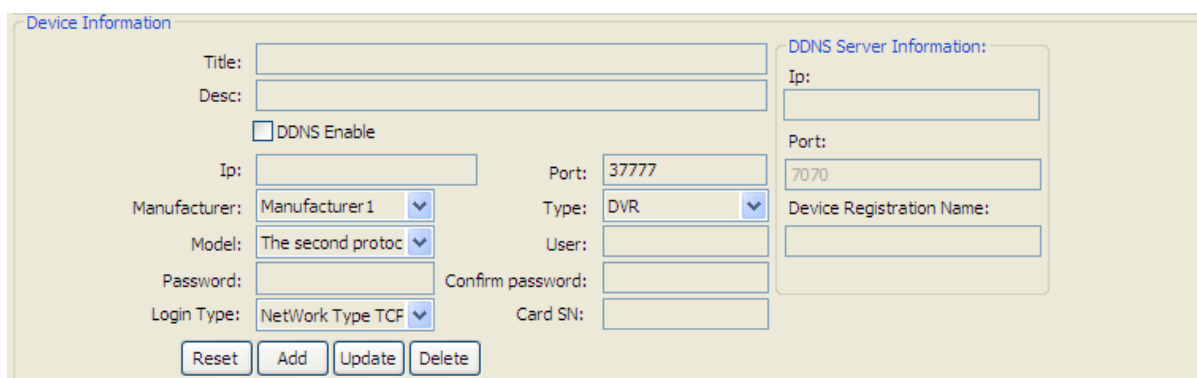 Device Information
Title:
Desc:
DDNS Enable
Ip:
Port: 37777
Manufacturer: Manufacturer1
Type: DVR
Model: The second protoc
User:
Password:
Confirm password:
Login Type: NetWork Type TCP
Card SN:
Reset Add Update Delete
DDNS Server Information:
Ip:
Port:
7070
Device Registration Name: